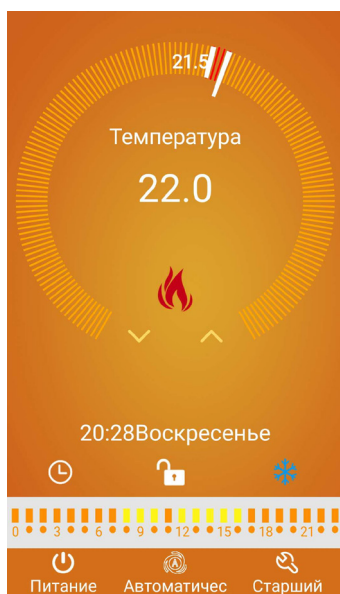 21.5
Температура
22.0
20:28Воскресенье
0 3 6 9 12 15 18 21
Питание Автоматичес Старший